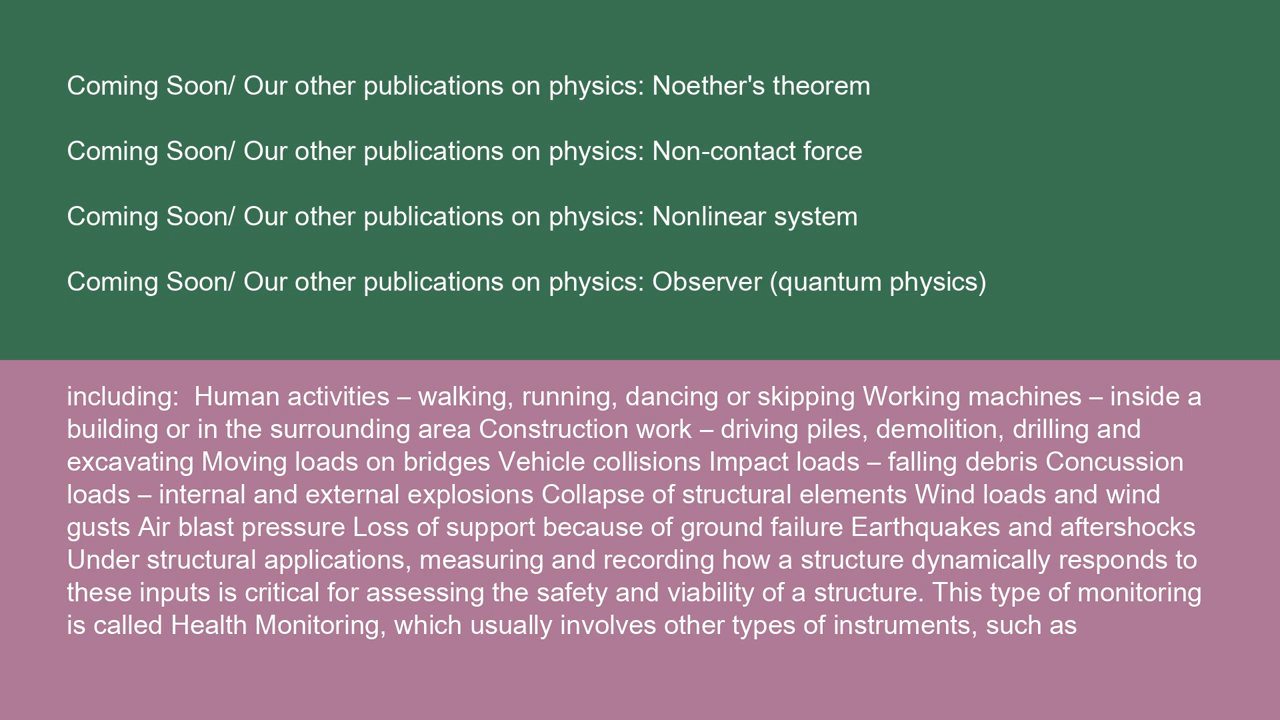 Coming Soon/ Our other publications on physics: Noether's theorem
Coming Soon/ Our other publications on physics: Non-contact force
Coming Soon/ Our other publications on physics: Nonlinear system
Coming Soon/ Our other publications on physics: Observer (quantum physics)
including:  Human activities – walking, running, dancing or skipping Working machines – inside a
building or in the surrounding area Construction work – driving piles, demolition, drilling and
excavating Moving loads on bridges Vehicle collisions Impact loads – falling debris Concussion
loads – internal and external explosions Collapse of structural elements Wind loads and wind
gusts Air blast pressure Loss of support because of ground failure Earthquakes and aftershocks
Under structural applications, measuring and recording how a structure dynamically responds to
these inputs is critical for assessing the safety and viability of a structure. This type of monitoring
is called Health Monitoring, which usually involves other types of instruments, such as